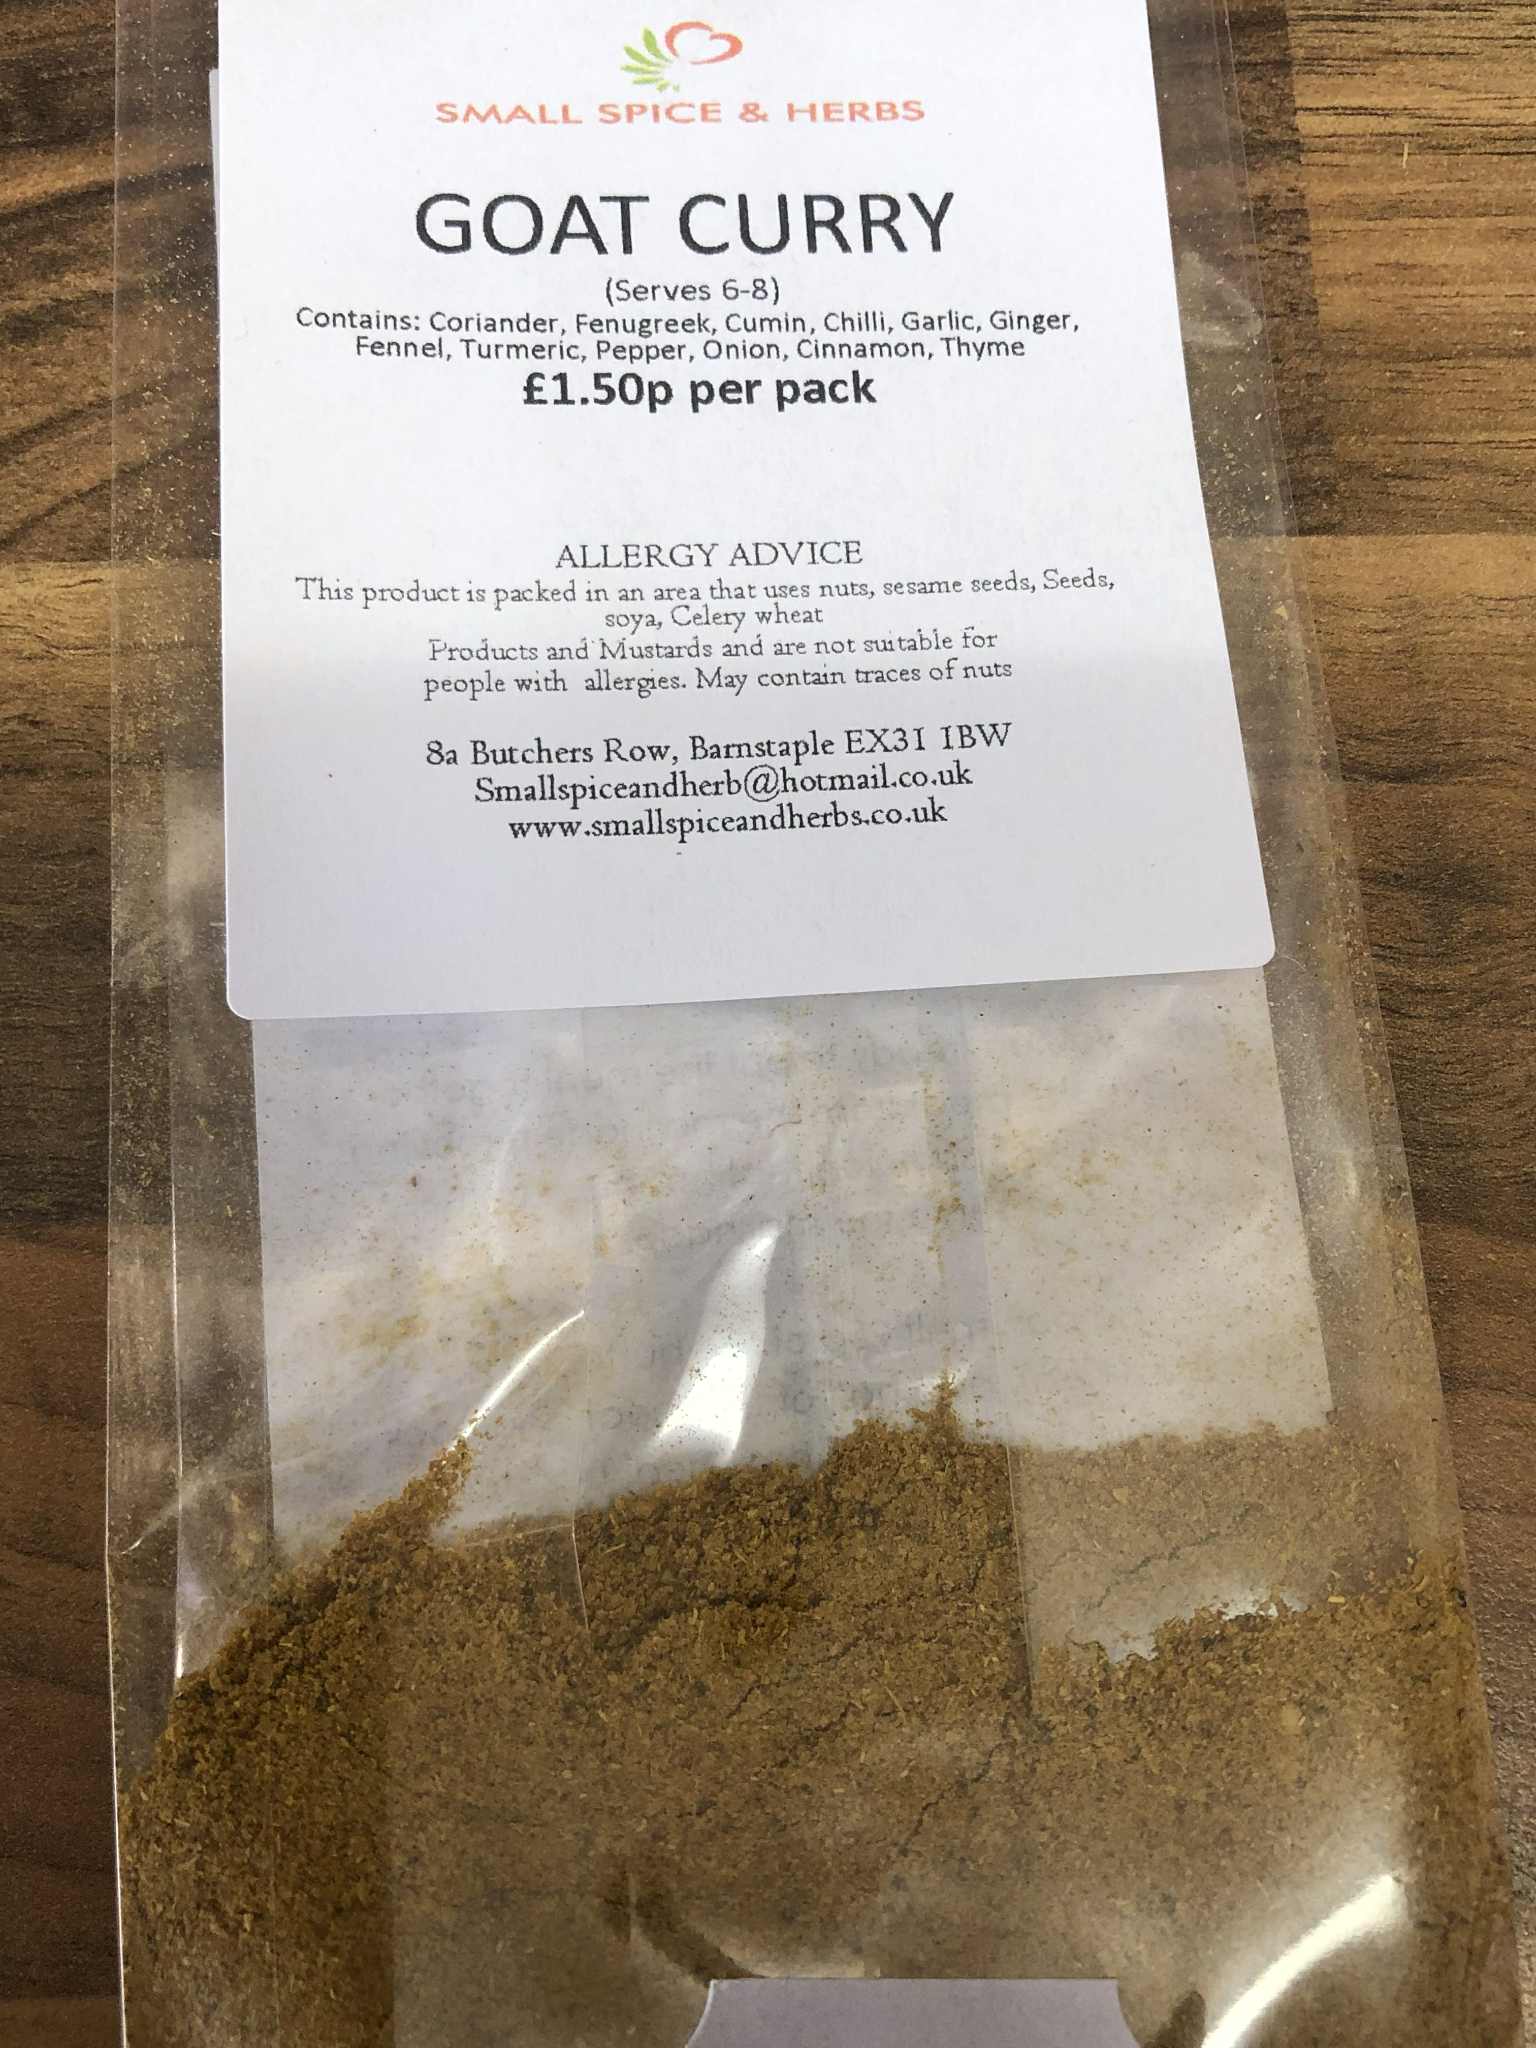 SMALL SPICE & HERBS
GOAT CURRY
(Serves 6-8)
Contains: Coriander, Fenugreek, Cumin, Chilli, Garlic, Ginger,
Fennel, Turmeric, Pepper, Onion, Cinnamon, Thyme
£1.50p per pack
ALLERGY ADVICE
This product is packed in an area that uses nuts, sesame seeds, Seeds,
soya, Celery wheat
Products and Mustards and are not suitable for
people with allergies. May contain traces of nuts
8a Butchers Row, Barnstaple EX31 1BW
Smallspiceandherb@hotmail.co.uk
www.smallspiceandherbs.co.uk